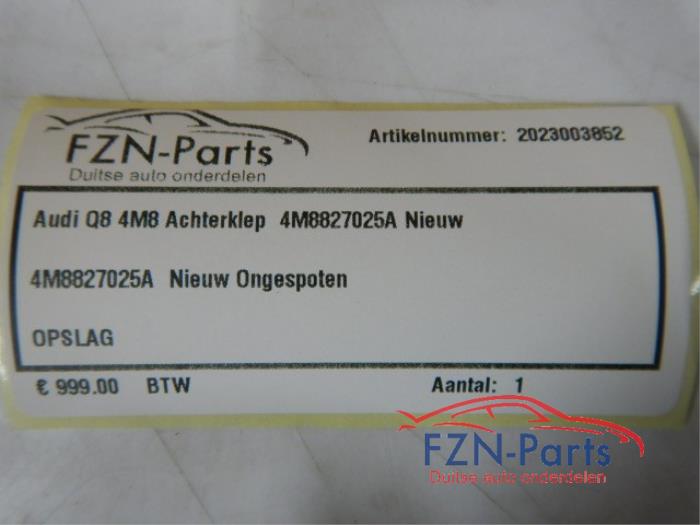 FZN-Parts
Duitse auto onderdelen
Artikelnummer: 2023003852
Audi Q8 4M8 Achterklep 4M8827025A Nieuw
4M8827025A Nieuw Ongespoten
OPSLAG
€ 999.00 BTW Aantal: 1
FZN-Parts
Duitse auto onderdelen